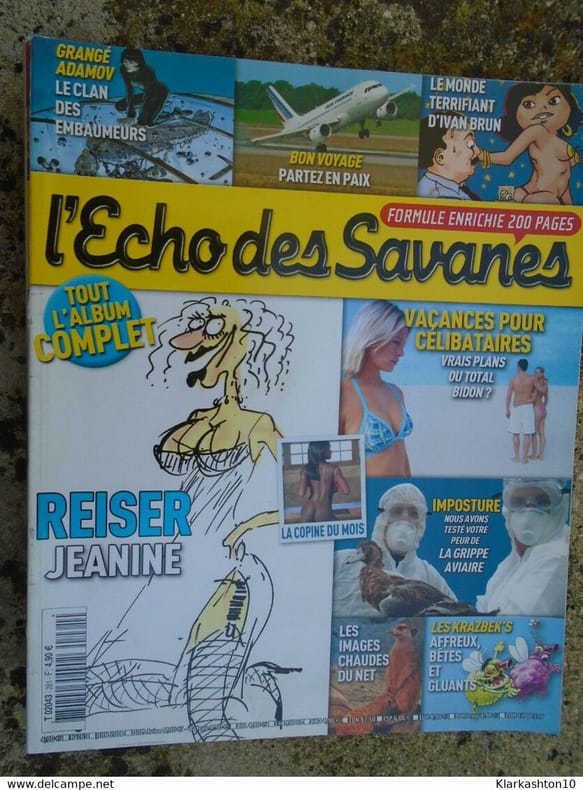 GRANGÉ
ADAMOV
LE CLAN
DES
EMBAUMEURS
BON VOYAGE
PARTEZ EN PAIX
LE MONDE
TERRIFIANT
D'IVAN BRUN
FORMULE ENRICHIE 200 PAGES
l'Echo des Savanes
TOUT
L'ALBUM
COMPLET
VACANCES POUR
CÉLIBATAIRES
VRAIS PLANS
OU TOTAL
BIDON ?
REISER
JEANINE
LA COPINE DU MOIS
IMPOSTURE
NOUS AVONS
TESTÉ VOTRE
PEUR DE
LA GRIPPE
AVIAIRE
LES
IMAGES
CHAUDES
DU NET
LES KRAZBEK'S
AFFREUX,
BÊTES
ET
GLUANTS
T 02043 - 261 - F: 4,90 €
Klarkashton10